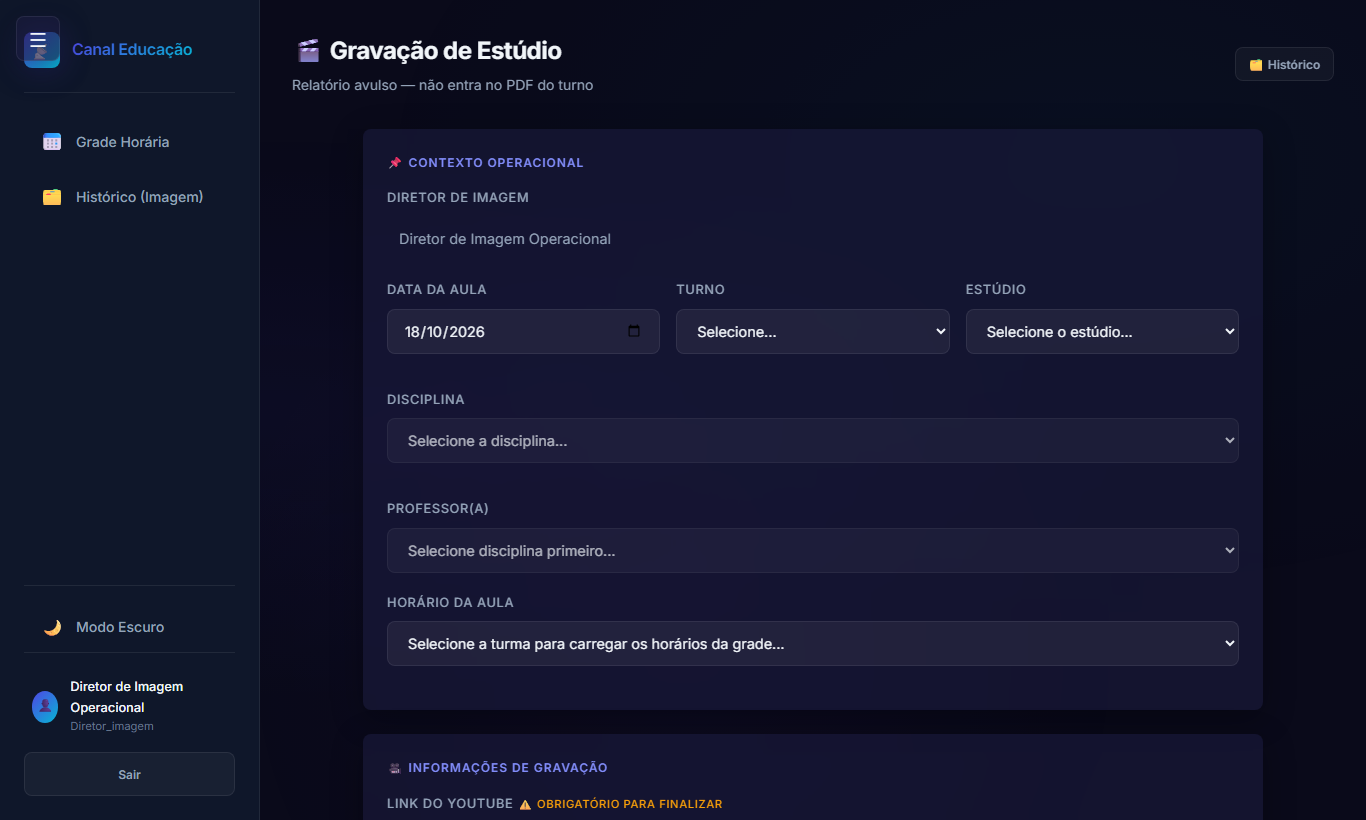 Canal Educação
Grade Horária
Histórico (Imagem)
Modo Escuro
Diretor de Imagem
Operacional
Diretor_imagem
Sair
Gravação de Estúdio
Relatório avulso — não entra no PDF do turno
Histórico
CONTEXTO OPERACIONAL
DIRETOR DE IMAGEM
Diretor de Imagem Operacional
DATA DA AULA TURNO ESTÚDIO
18/10/2026 Selecione... Selecione o estúdio...
DISCIPLINA
Selecione a disciplina...
PROFESSOR(A)
Selecione disciplina primeiro...
HORÁRIO DA AULA
Selecione a turma para carregar os horários da grade...
INFORMAÇÕES DE GRAVAÇÃO
LINK DO YOUTUBE OBRIGATÓRIO PARA FINALIZAR